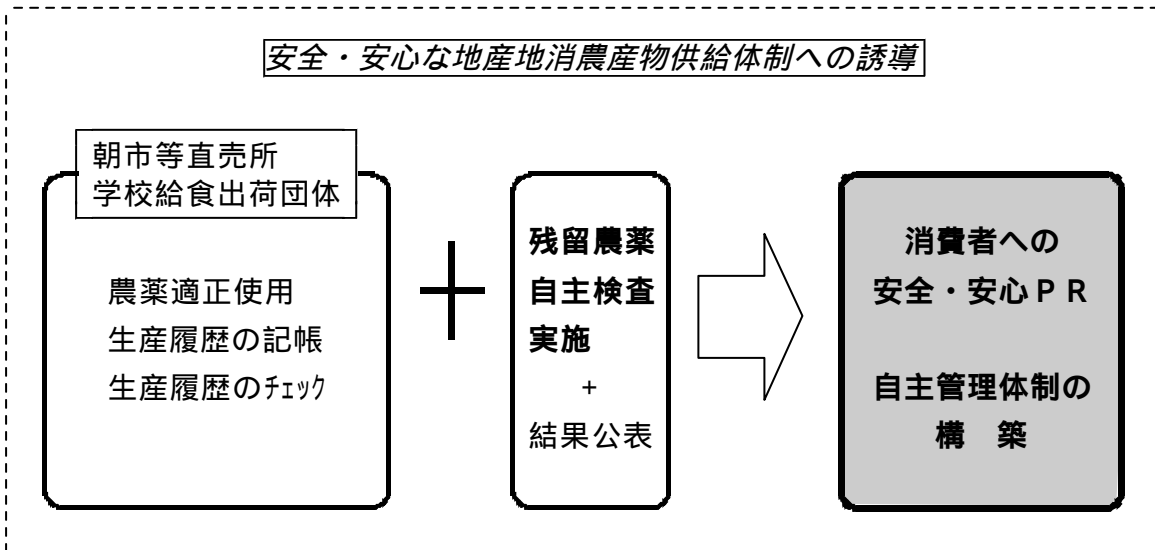 安全・安心な地産地消農産物供給体制への誘導
朝市等直売所
学校給食出荷団体
農薬適正使用
生産履歴の記帳
生産履歴のﾁｪｯｸ
+
残留農薬
自主検査
実施
+
結果公表
消費者への
安全・安心ＰＲ
自主管理体制の
構　築